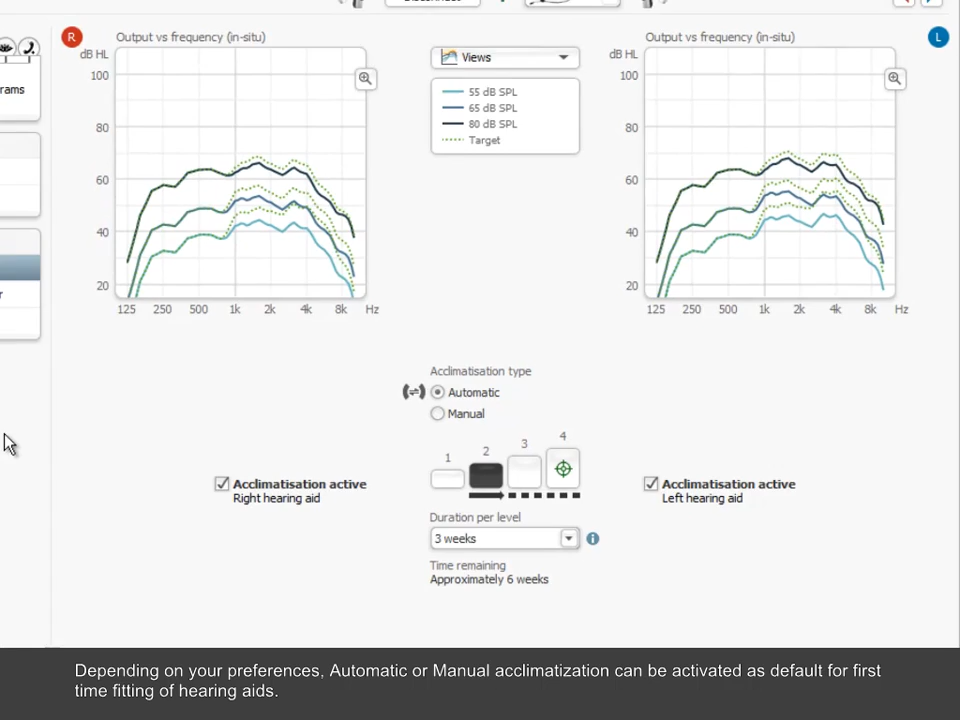 R
Output vs frequency (in-situ)
dB HL
100
80
60
40
20
125 250 500 1k 2k 4k 8k Hz
Views
55 dB SPL
65 dB SPL
80 dB SPL
Target
Output vs frequency (in-situ)
L
dB HL
100
80
60
40
20
125 250 500 1k 2k 4k 8k Hz
Acclimatisation type
Automatic
Manual
1 2 3 4
Acclimatisation active
Right hearing aid
Acclimatisation active
Left hearing aid
Duration per level
3 weeks
Time remaining
Approximately 6 weeks
Depending on your preferences, Automatic or Manual acclimatization can be activated as default for first
time fitting of hearing aids.